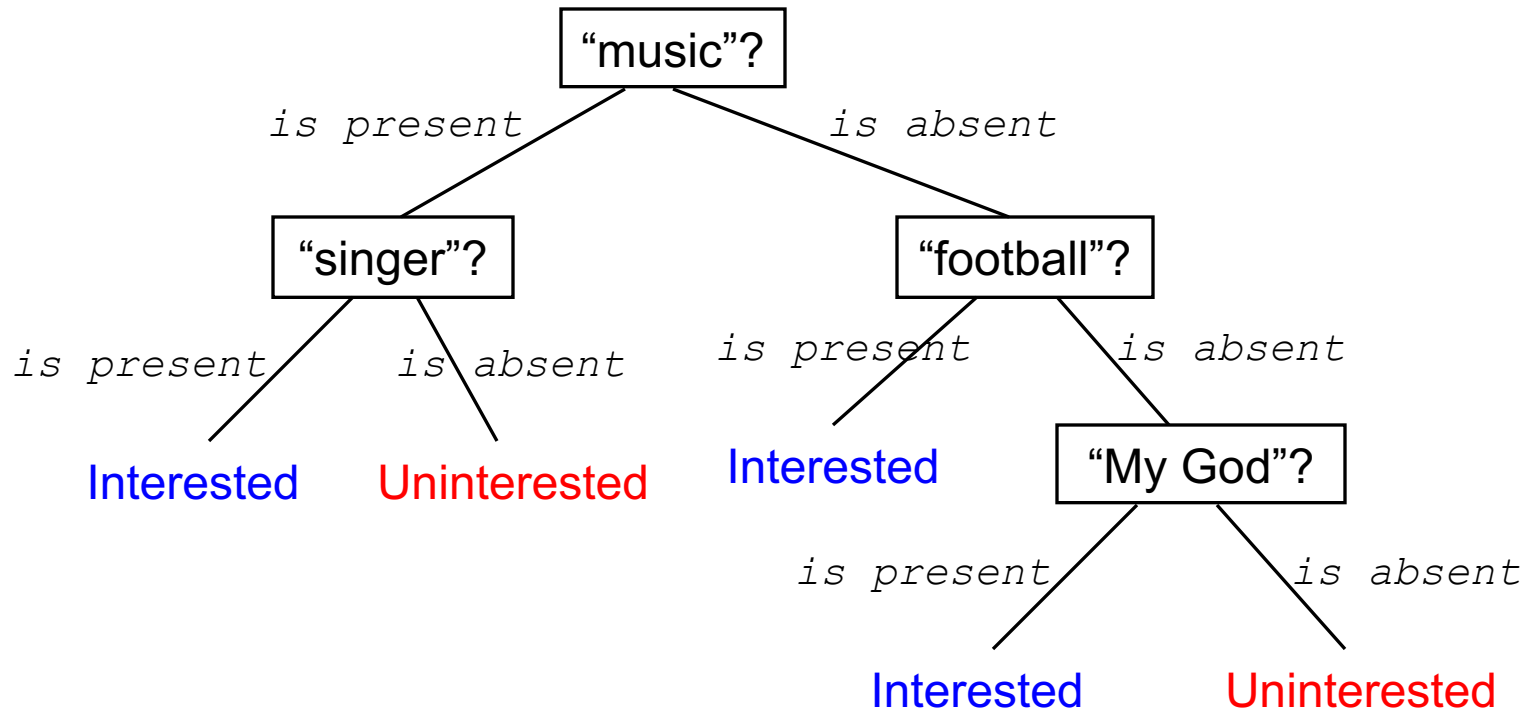 “music”?
is present
is absent
“singer”?
“football”?
is present
is absent
is present
is absent
Interested
Uninterested
Interested
“My God”?
is present
is absent
Interested
Uninterested